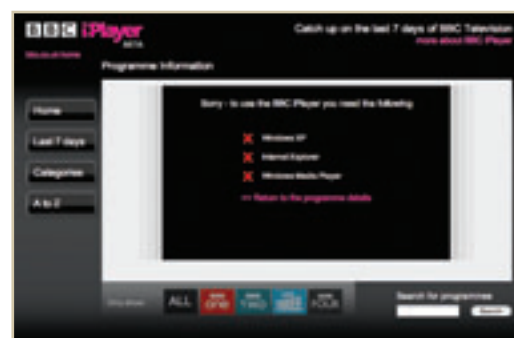 BBC iPlayer
BETA
Catch up on the last 7 days of BBC Television
more about BBC iPlayer
Programme Information
Home
Last 7 days
Categories
A to Z
Sorry - to use the BBC iPlayer you need the following:
Windows XP
Internet Explorer
Windows Media Player
Return to the programme details
ALL
ONE
TWO
FOUR
Search for programmes
Search